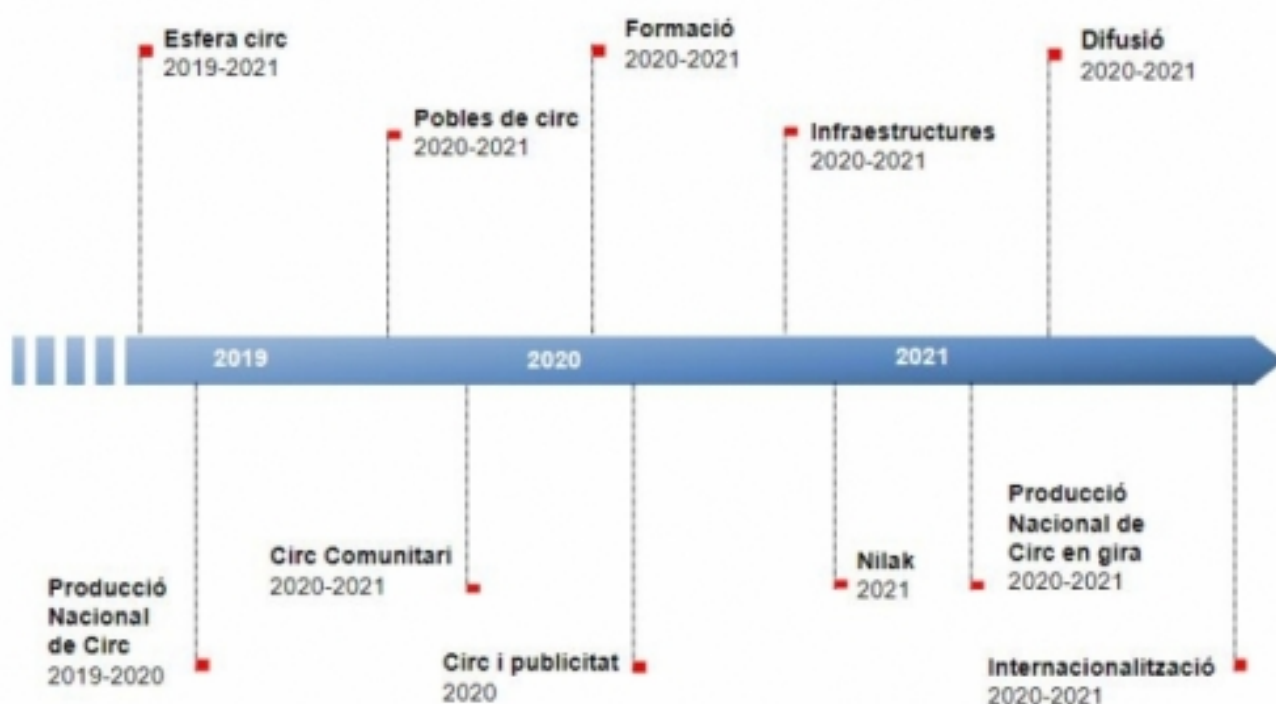 Esfera circ
2019-2021
Pobles de circ
2020-2021
Formació
2020-2021
Infraestructures
2020-2021
Difusió
2020-2021
2019
2020
2021
Producció
Nacional
de Circ
2019-2020
Circ Comunitari
2020-2021
Circ i publicitat
2020
Nilak
2021
Producció
Nacional de
Circ en gira
2020-2021
Internacionalització
2020-2021